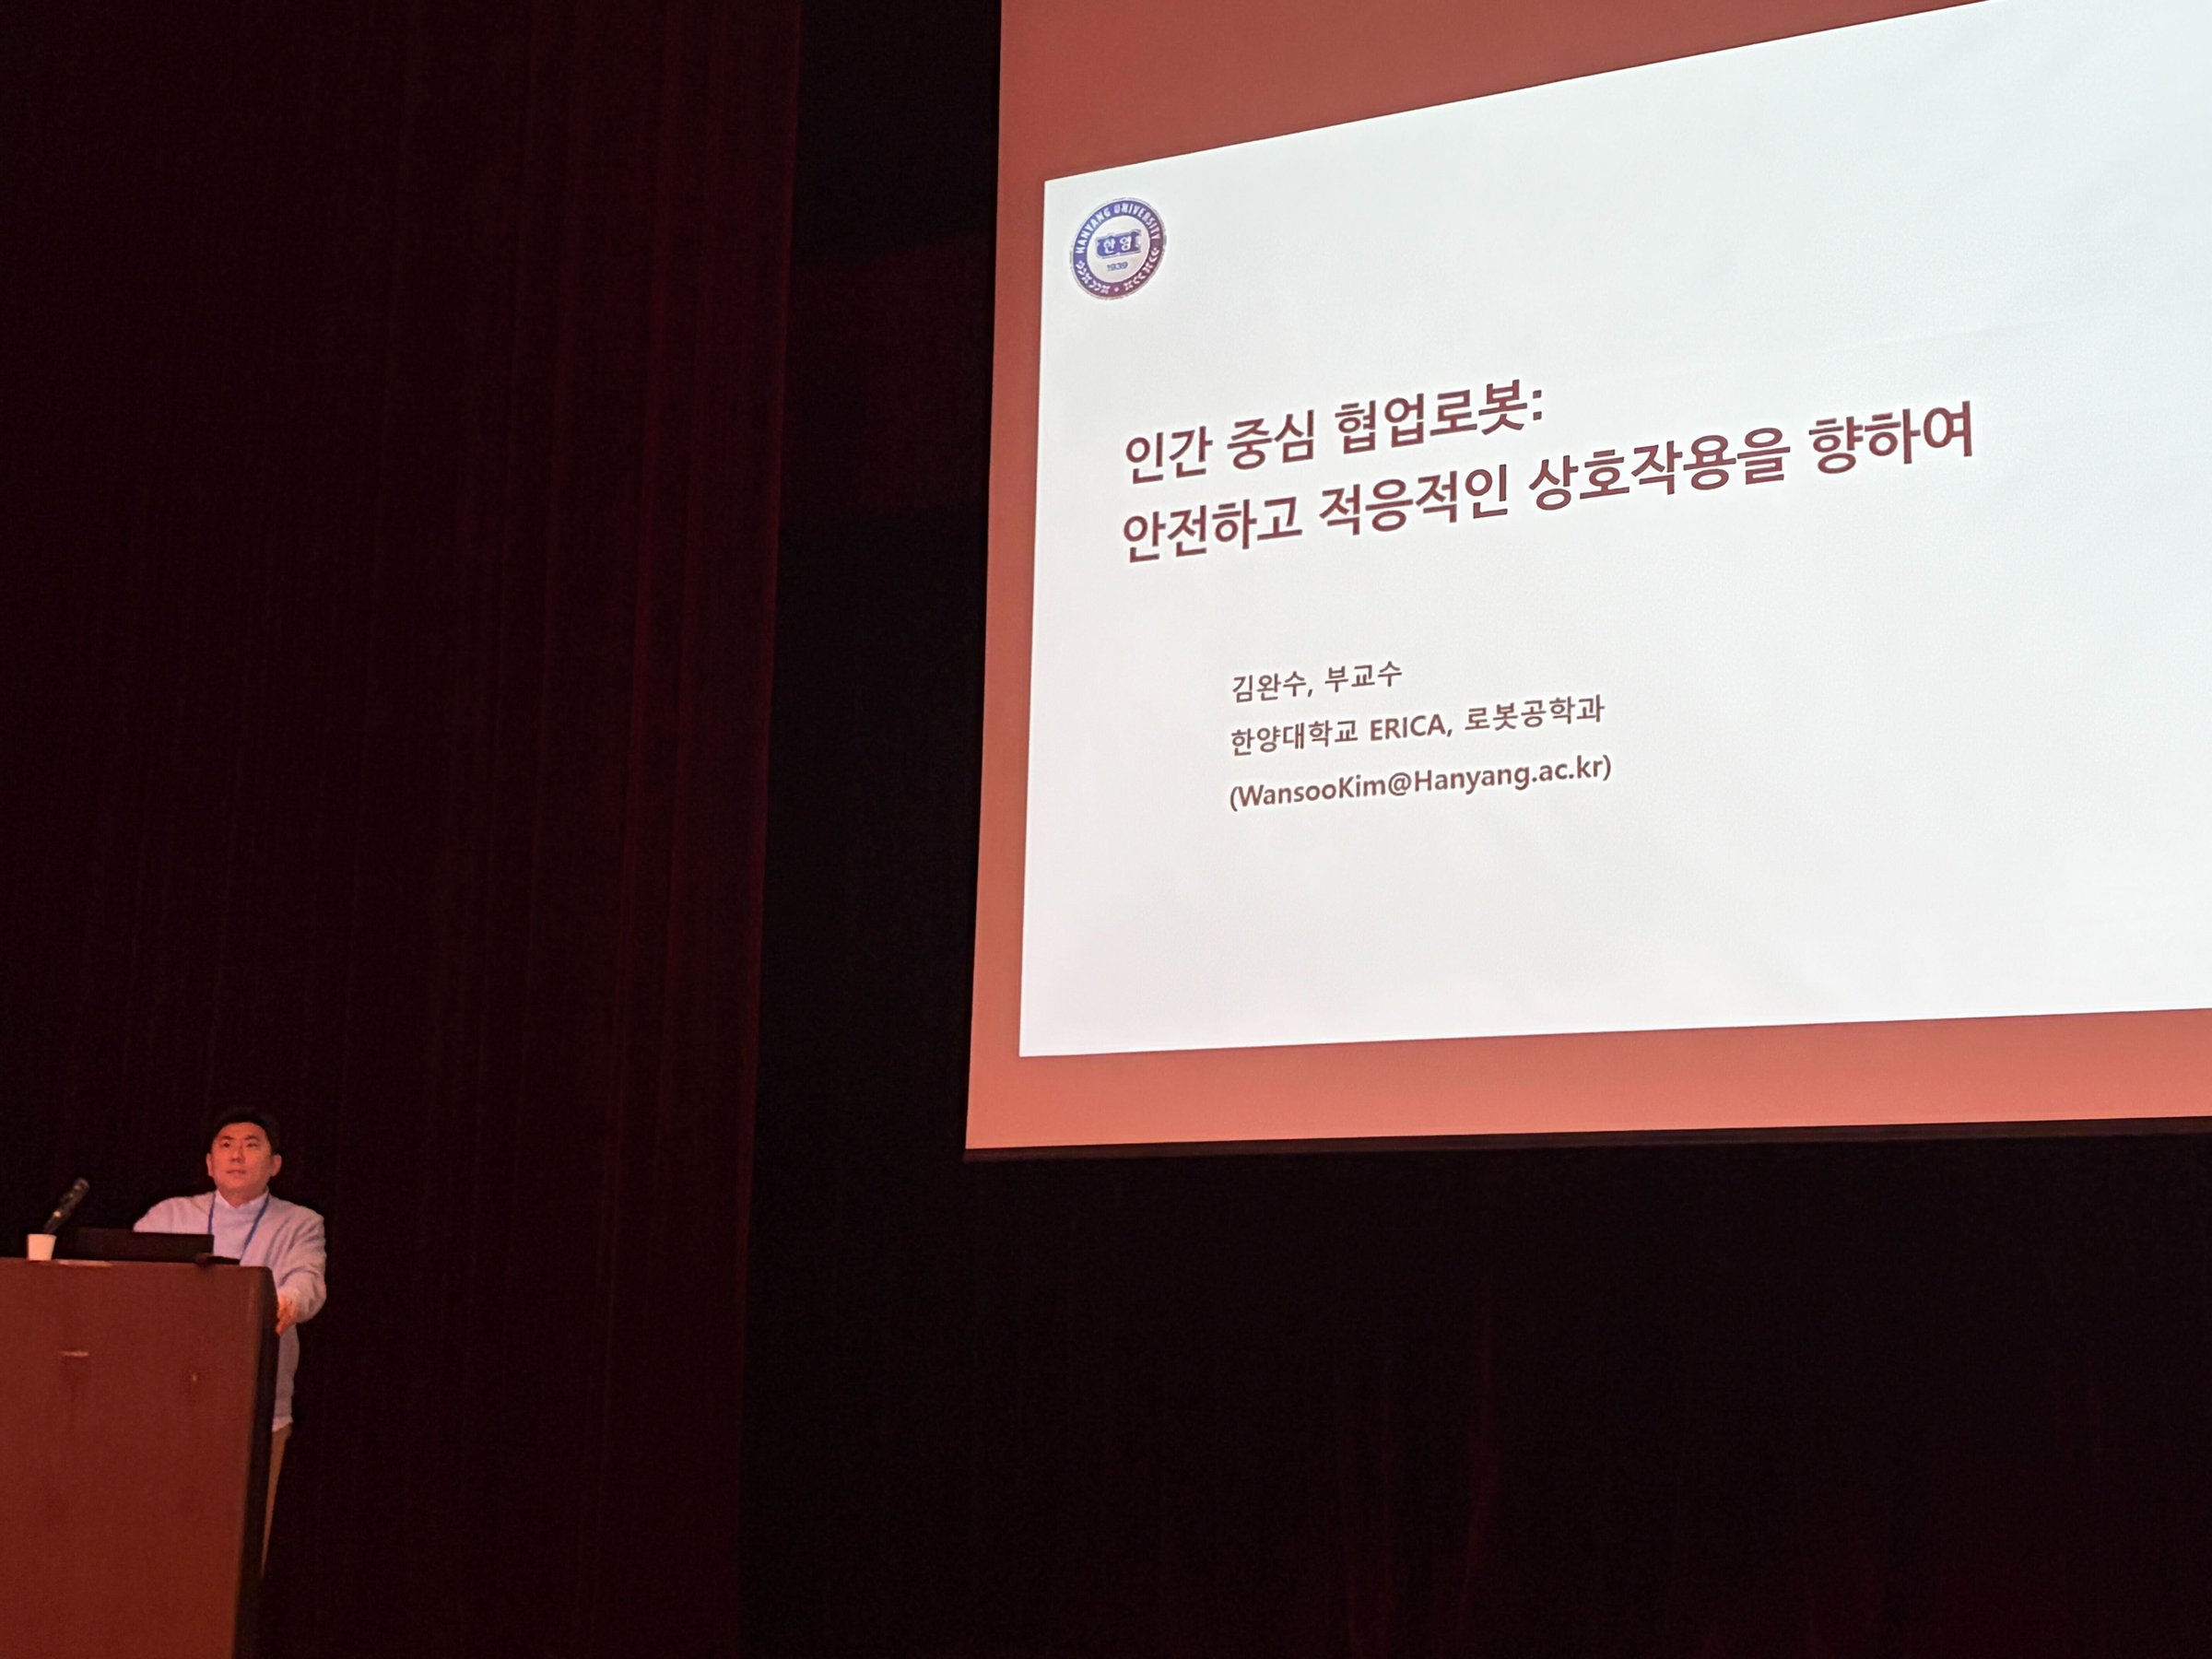 HANYANG UNIVERSITY
한양
1939
인간 중심 협업로봇:
안전하고 적응적인 상호작용을 향하여
김완수, 부교수
한양대학교 ERICA, 로봇공학과
(WansooKim@Hanyang.ac.kr)